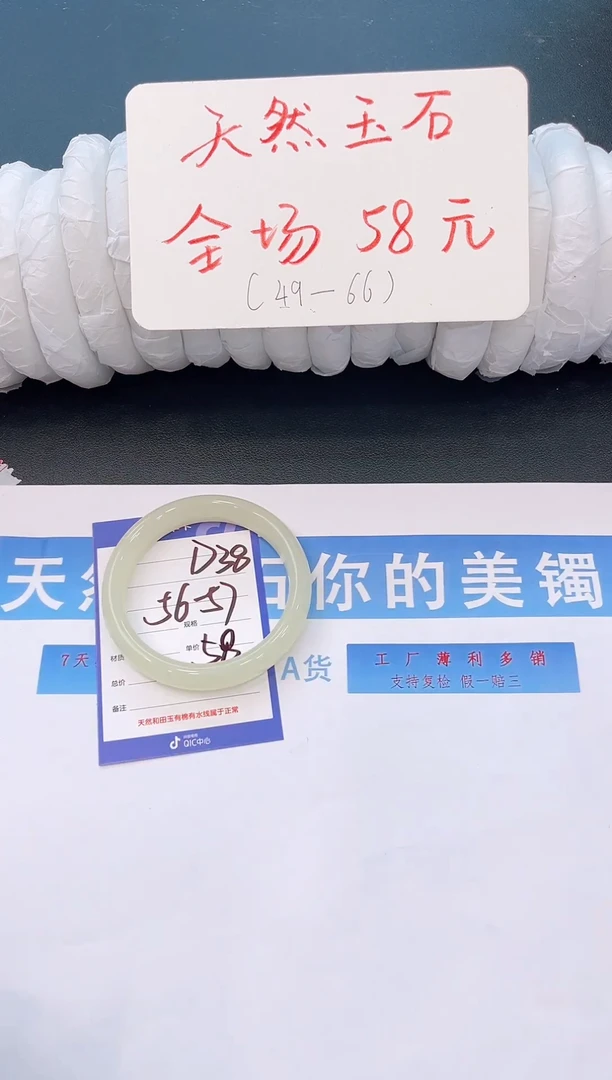 天然玉石
全场 58元
(49—66)
D38
56-57
规格
材质
单价 58
总价
备注
天然和田玉有棉有水线属于正常
QIC中心
天然 石你的美镯
7天
A货
工厂薄利多销
支持复检 假一赔三